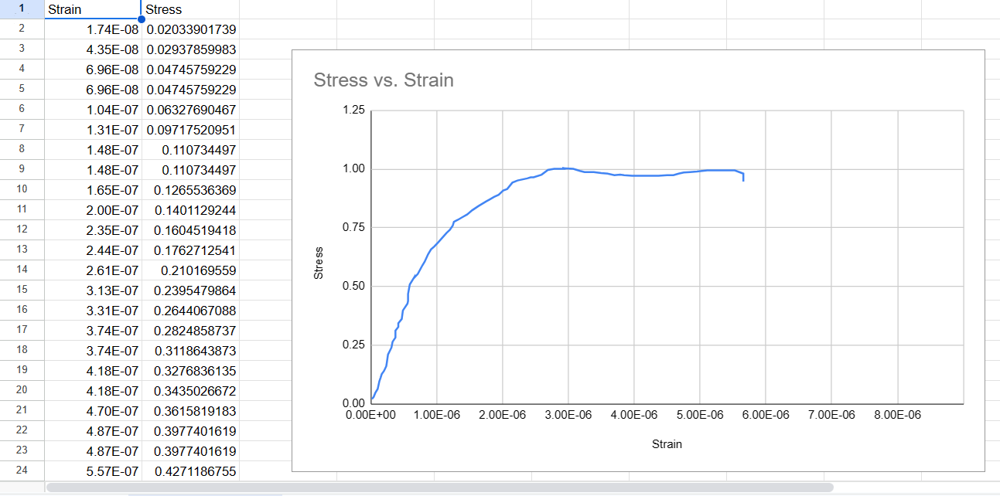 1 Strain Stress
2 1.74E-08 0.02033901739
3 4.35E-08 0.02937859983
4 6.96E-08 0.04745759229
5 6.96E-08 0.04745759229
6 1.04E-07 0.06327690467
7 1.31E-07 0.09717520951
8 1.48E-07 0.110734497
9 1.48E-07 0.110734497
10 1.65E-07 0.1265536369
11 2.00E-07 0.1401129244
12 2.35E-07 0.1604519418
13 2.44E-07 0.1762712541
14 2.61E-07 0.210169559
15 3.13E-07 0.2395479864
16 3.31E-07 0.2644067088
17 3.74E-07 0.2824858737
18 3.74E-07 0.3118643873
19 4.18E-07 0.3276836135
20 4.18E-07 0.3435026672
21 4.70E-07 0.3615819183
22 4.87E-07 0.3977401619
23 4.87E-07 0.3977401619
24 5.57E-07 0.4271186755
Stress vs. Strain
1.25
1.00
0.75
0.50
0.25
0.00
Stress
0.00E+00 1.00E-06 2.00E-06 3.00E-06 4.00E-06 5.00E-06 6.00E-06 7.00E-06 8.00E-06
Strain